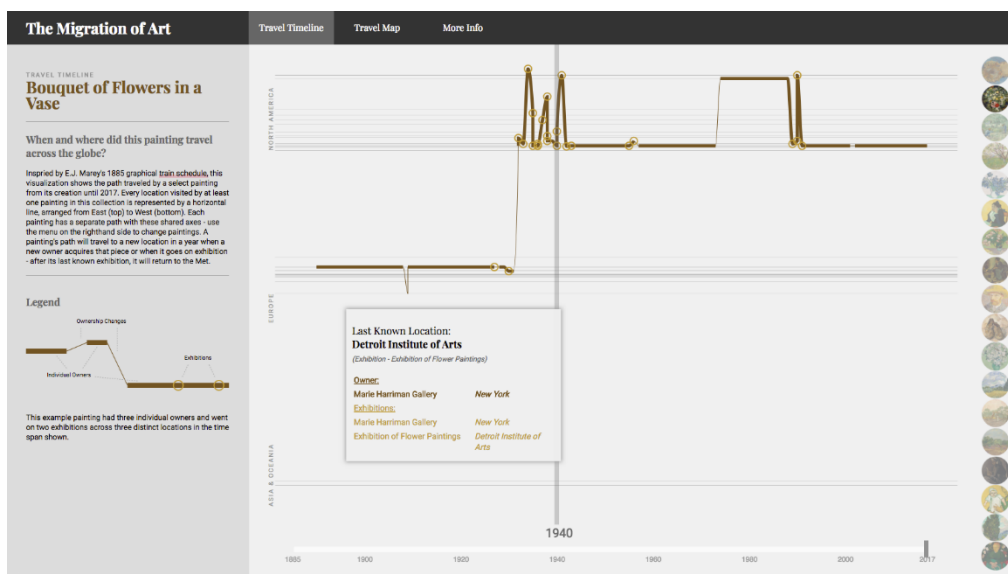 The Migration of Art
Travel Timeline
Travel Map
More Info
TRAVEL TIMELINE
Bouquet of Flowers in a
Vase
When and where did this painting travel
across the globe?
Inspried by E.J. Marey's 1885 graphical train schedule, this
visualization shows the path traveled by a select painting
from its creation until 2017. Every location visited by at least
one painting in this collection is represented by a horizontal
line, arranged from East (top) to West (bottom). Each
painting has a separate path with these shared axes - use
the menu on the righthand side to change paintings. A
painting's path will travel to a new location in a year when a
new owner acquires that piece or when it goes on exhibition
- after its last known exhibition, it will return to the Met.
Legend
Ownership Changes
Exhibitions
Individual Owners
This example painting had three individual owners and went
on two exhibitions across three distinct locations in the time
span shown.
NORTH AMERICA
EUROPE
ASIA & OCEANIA
Last Known Location:
Detroit Institute of Arts
(Exhibition - Exhibition of Flower Paintings)
Owner:
Marie Harriman Gallery New York
Exhibitions:
Marie Harriman Gallery New York
Exhibition of Flower Paintings Detroit Institute of
Arts
1940
1885 1900 1920 1940 1960 1980 2000 2017